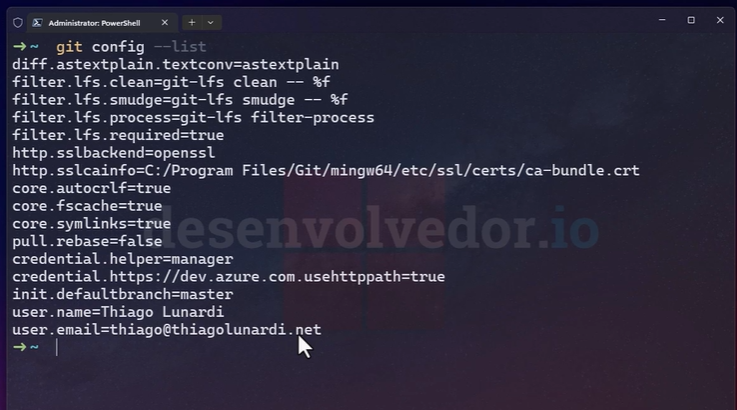 Administrator: PowerShell
➜ ~ git config --list
diff.astextplain.textconv=astextplain
filter.lfs.clean=git-lfs clean -- %f
filter.lfs.smudge=git-lfs smudge -- %f
filter.lfs.process=git-lfs filter-process
filter.lfs.required=true
http.sslbackend=openssl
http.sslcainfo=C:/Program Files/Git/mingw64/etc/ssl/certs/ca-bundle.crt
core.autocrlf=true
core.fscache=true
core.symlinks=true
pull.rebase=false
desenvolvedor.io
credential.helper=manager
credential.https://dev.azure.com.usehttppath=true
init.defaultbranch=master
user.name=Thiago Lunardi
user.email=thiago@thiagolunardi.net
➜ ~